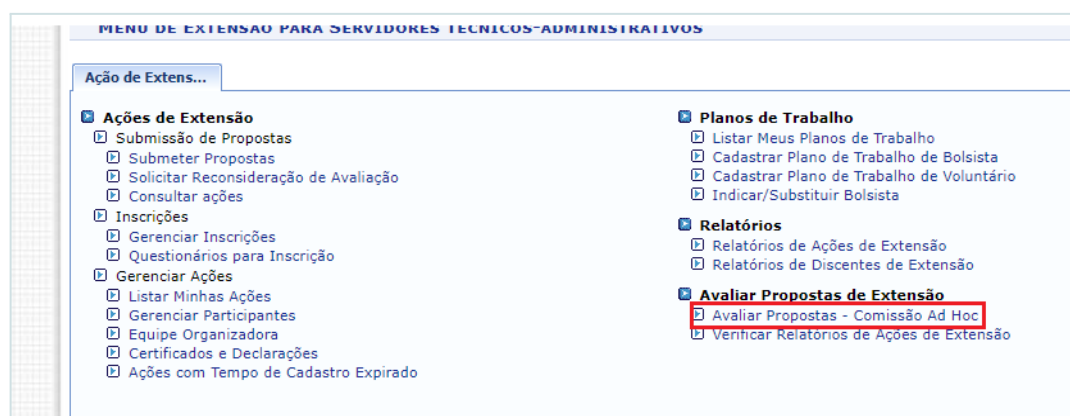 MENU DE EXTENSÃO PARA SERVIDORES TÉCNICOS-ADMINISTRATIVOS
Ação de Extens...
Ações de Extensão
Submissão de Propostas
Submeter Propostas
Solicitar Reconsideração de Avaliação
Consultar ações
Inscrições
Gerenciar Inscrições
Questionários para Inscrição
Gerenciar Ações
Listar Minhas Ações
Gerenciar Participantes
Equipe Organizadora
Certificados e Declarações
Ações com Tempo de Cadastro Expirado
Planos de Trabalho
Listar Meus Planos de Trabalho
Cadastrar Plano de Trabalho de Bolsista
Cadastrar Plano de Trabalho de Voluntário
Indicar/Substituir Bolsista
Relatórios
Relatórios de Ações de Extensão
Relatórios de Discentes de Extensão
Avaliar Propostas de Extensão
Avaliar Propostas - Comissão Ad Hoc
Verificar Relatórios de Ações de Extensão